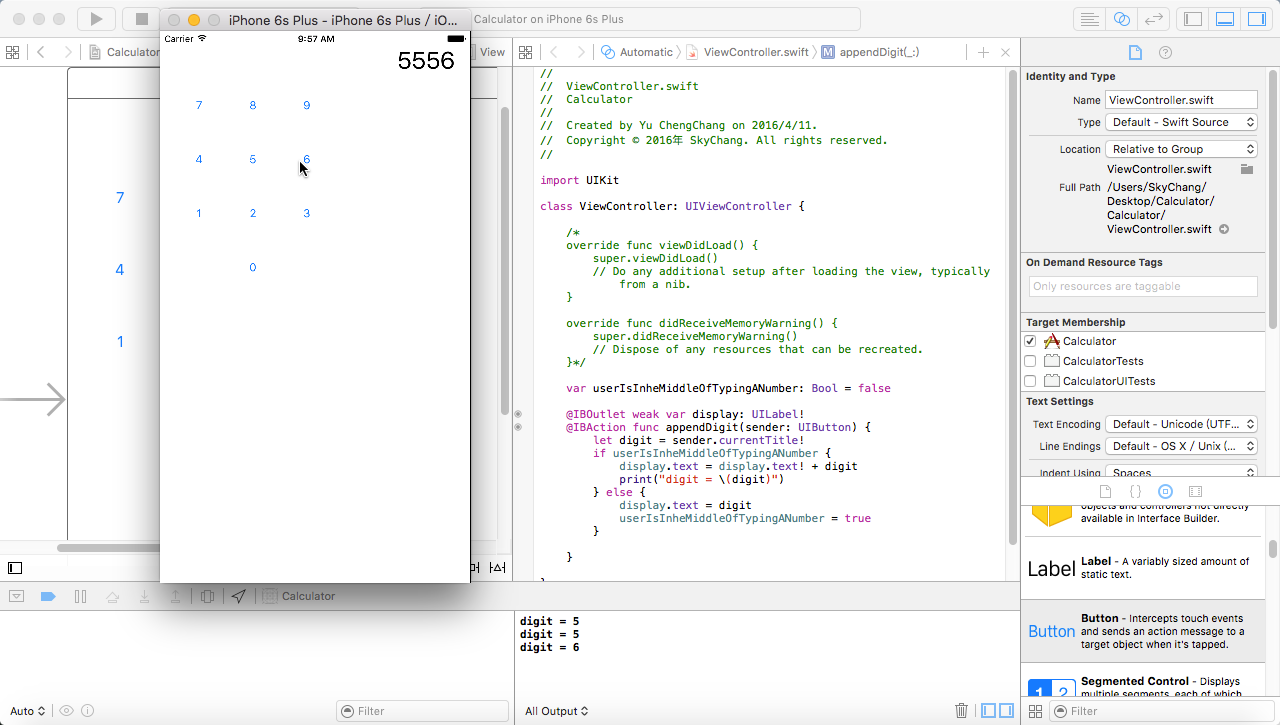 iPhone 6s Plus - iPhone 6s Plus / iO...
Calculator on iPhone 6s Plus
Calculator
View
Automatic
ViewController.swift
M
appendDigit(_:)
Carrier
9:57 AM
5556
7 8 9
4 5 6
1 2 3
0
7
4
1
//
// ViewController.swift
// Calculator
//
// Created by Yu ChengChang on 2016/4/11.
// Copyright © 2016年 SkyChang. All rights reserved.
//
import UIKit
class ViewController: UIViewController {
/*
override func viewDidLoad() {
super.viewDidLoad()
// Do any additional setup after loading the view, typically
from a nib.
}
override func didReceiveMemoryWarning() {
super.didReceiveMemoryWarning()
// Dispose of any resources that can be recreated.
}*/
var userIsInheMiddleOfTypingANumber: Bool = false
@IBOutlet weak var display: UILabel!
@IBAction func appendDigit(sender: UIButton) {
let digit = sender.currentTitle!
if userIsInheMiddleOfTypingANumber {
display.text = display.text! + digit
print("digit = \(digit)")
} else {
display.text = digit
userIsInheMiddleOfTypingANumber = true
}
}
Identity and Type
Name ViewController.swift
Type Default - Swift Source
Location Relative to Group
ViewController.swift
Full Path /Users/SkyChang/
Desktop/Calculator/
Calculator/
ViewController.swift
On Demand Resource Tags
Only resources are taggable
Target Membership
Calculator
CalculatorTests
CalculatorUITests
Text Settings
Text Encoding Default - Unicode (UTF...
Line Endings Default - OS X / Unix (...
Indent Using Spaces
{}
objects and controllers not directly
available in Interface Builder.
Label Label - A variably sized amount of
static text.
Button Button - Intercepts touch events
and sends an action message to a
target object when it's tapped.
1 2 Segmented Control - Displays
multiple segments, each of which
Calculator
digit = 5
digit = 5
digit = 6
Auto
Filter
All Output
Filter